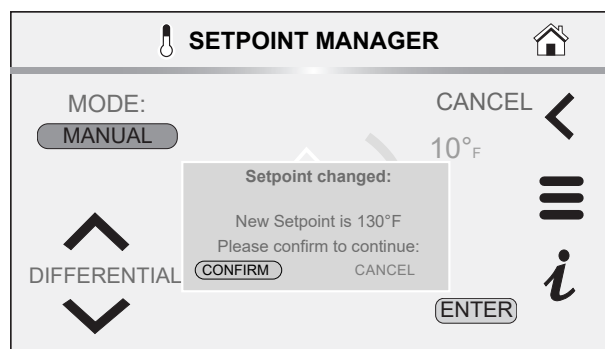 SETPOINT MANAGER
MODE:
CANCEL
MANUAL
10°F
Setpoint changed:
New Setpoint is 130°F
Please confirm to continue:
CONFIRM CANCEL
DIFFERENTIAL
i
ENTER